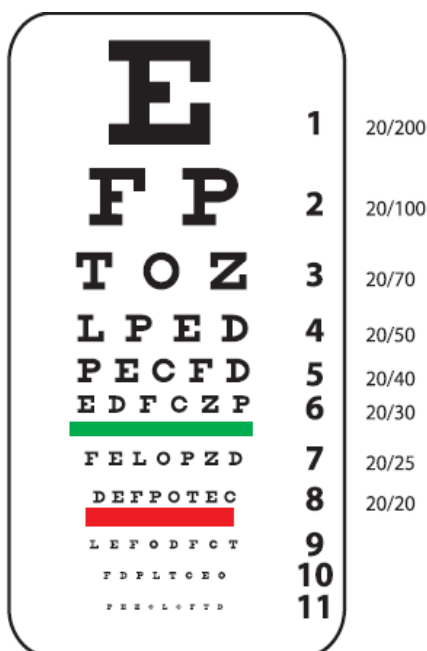 E 1 20/200
F P 2 20/100
T O Z 3 20/70
L P E D 4 20/50
P E C F D 5 20/40
E D F C Z P 6 20/30
F E L O P Z D 7 20/25
D E F P O T E C 8 20/20
L E F O D F C T 9
F D P L T C E O 10
P E Z O L C F T D 11